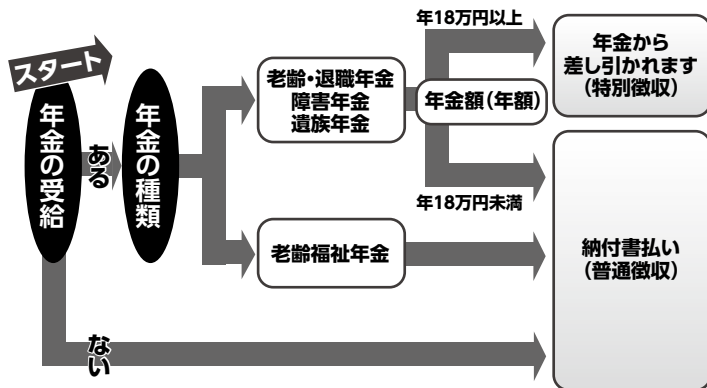 スタート
年金の受給
ある
ない
年金の種類
老齢・退職年金
障害年金
遺族年金
老齢福祉年金
年18万円以上
年金額（年額）
年18万円未満
年金から
差し引かれます
（特別徴収）
納付書払い
（普通徴収）